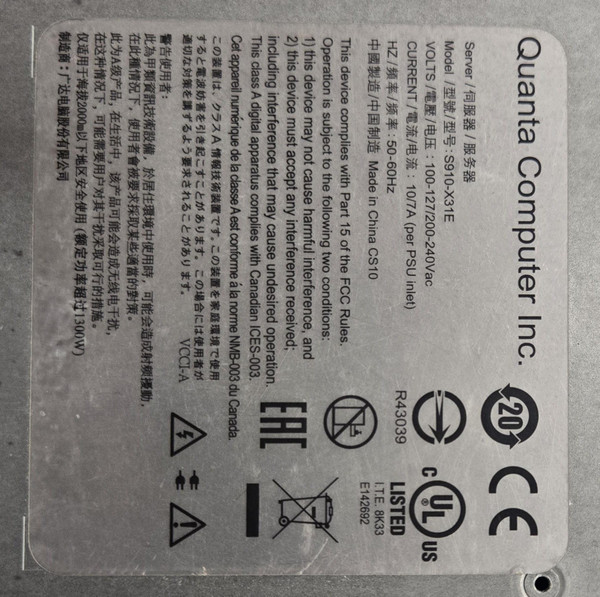 Quanta Computer Inc.
Server / 伺服器 / 服务器
Model / 型號 / 型号 : S910-X31E
VOLTS / 電壓 / 电压 : 100-127/200-240Vac
CURRENT / 電流 / 电流 : 10/7A (per PSU inlet)
HZ / 頻率 / 频率 : 50-60Hz
中國製造 / 中国制造 Made in China CS10
This device complies with Part 15 of the FCC Rules.
Operation is subject to the following two conditions:
1) this device may not cause harmful interference, and
2) this device must accept any interference received;
including interference that may cause undesired operation.
This class A digital apparatus complies with Canadian ICES-003.
Cet appareil numérique de la classe A est conforme á la norme NMB-003 du Canada.
この装置は、クラスA 情報技術装置です。この装置を家庭環境で使用
すると電波妨害を引き起こすことがあります。この場合には使用者が
適切な対策を講ずるよう要求されることがあります。 VCCI-A
警告使用者:
此為甲類資訊技術設備,於居住環境中使用時,可能會造成射頻擾動,
在此種情況下,使用者會被要求採取某些適當的對策。
此为A级产品,在生活中,该产品可能会造成无线电干扰,
在这种情况下,可能需要用户对其干扰采取可行的措施。
仅适用于海拔2000m以下地区安全使用 (额定功率超过1300W)
制造商:广达电脑股份有限公司
20
CE
R43039
C UL US
®
LISTED
I.T.E. 8K33
E142692
EAC